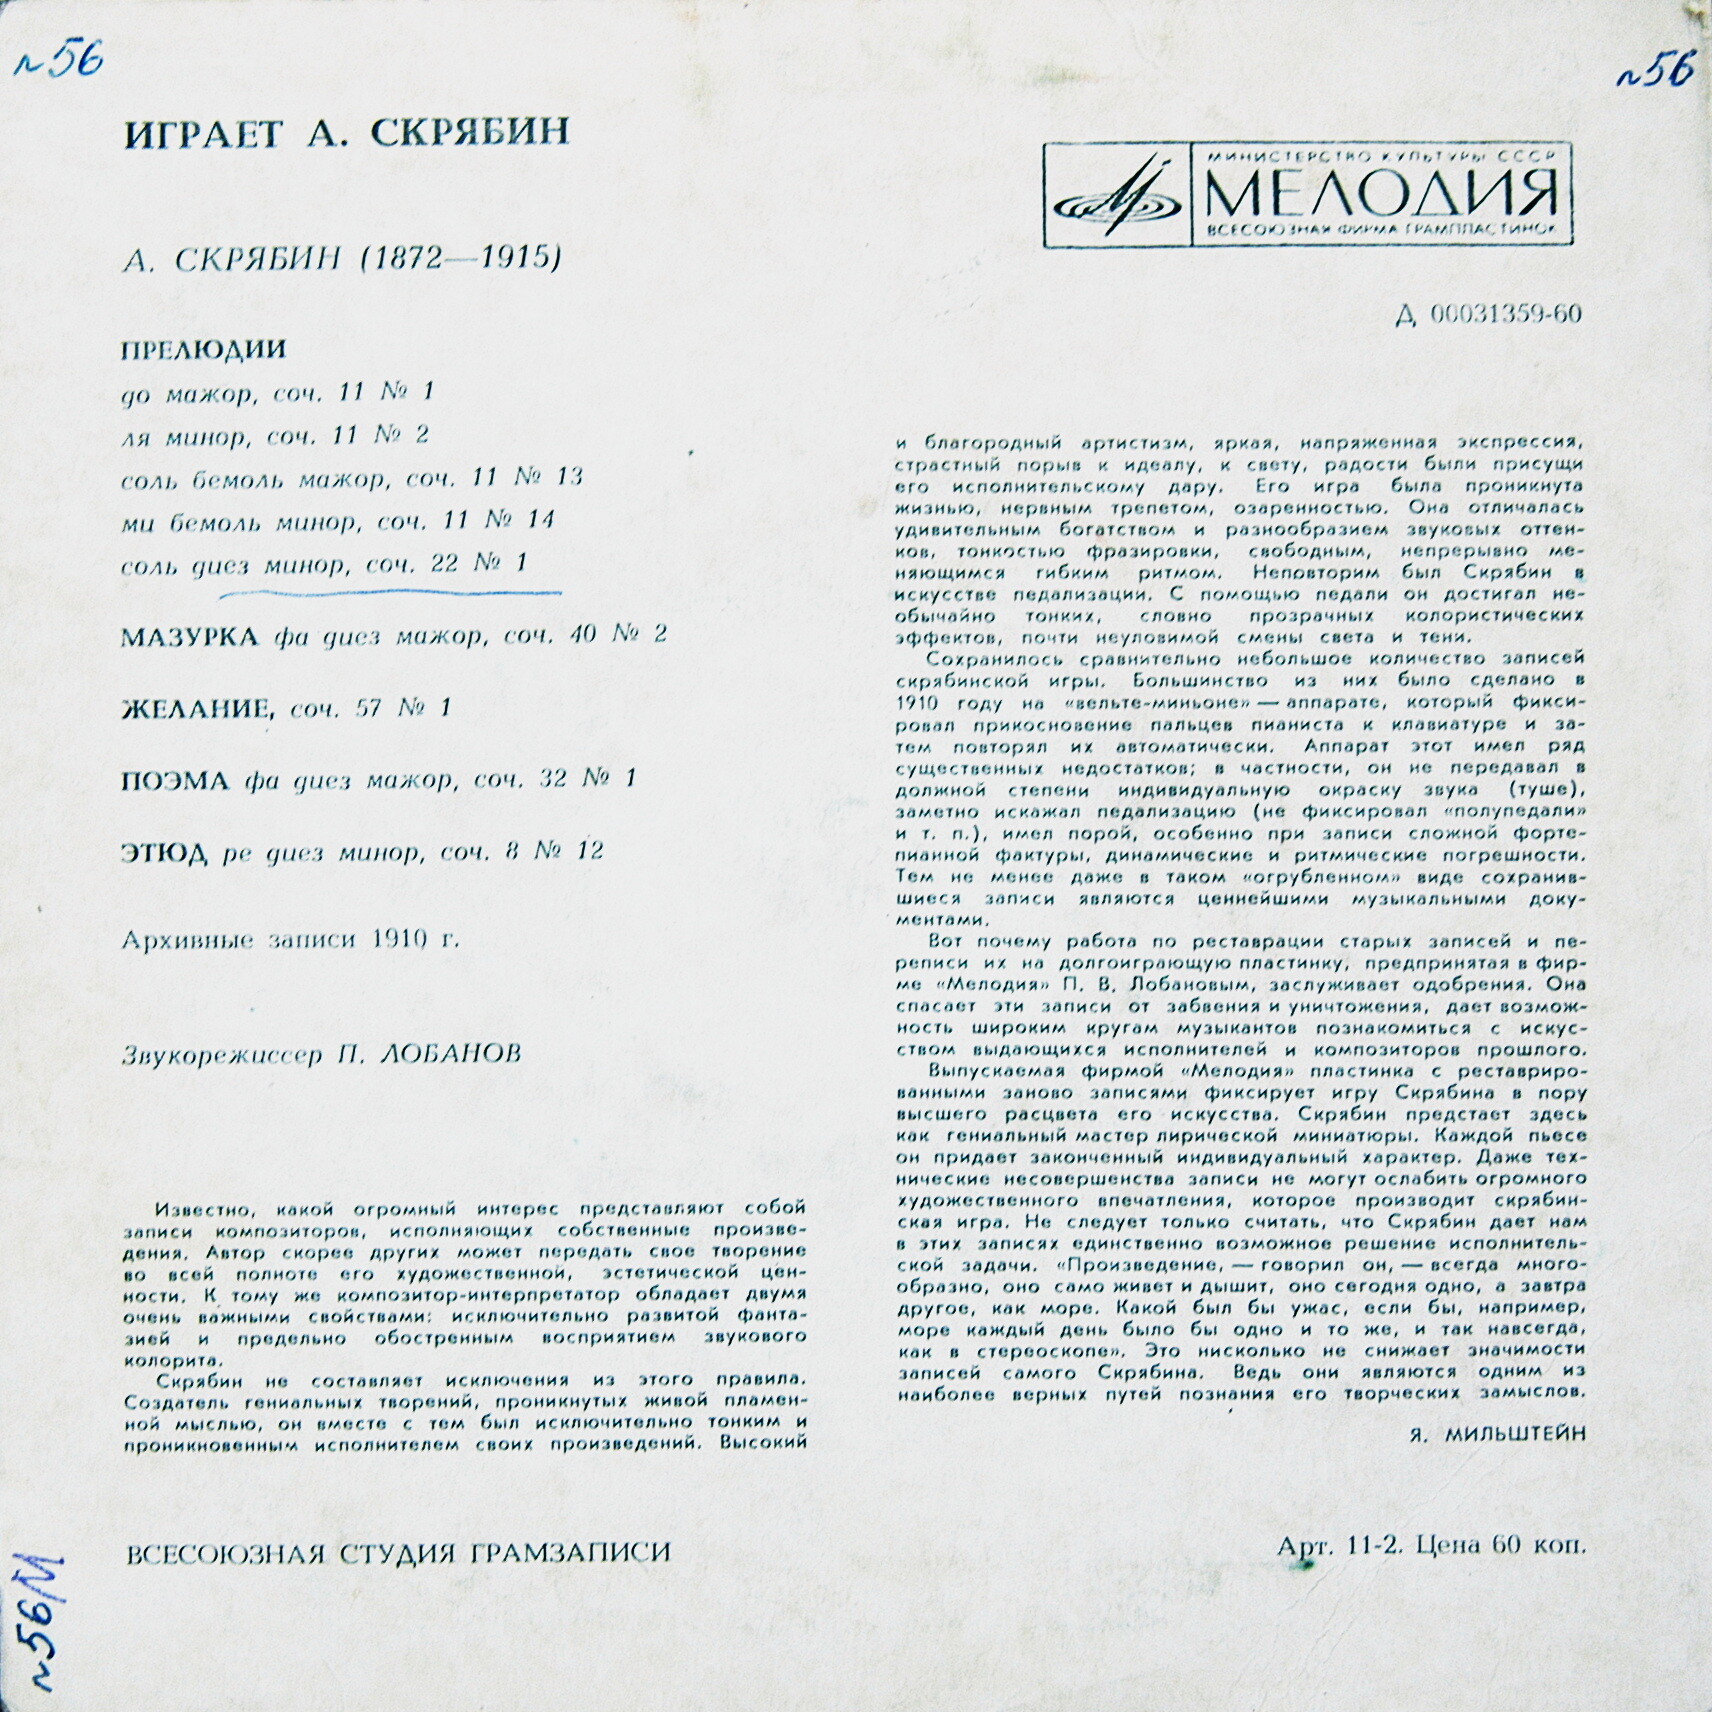 №56
№56
ИГРАЕТ А. СКРЯБИН
А. СКРЯБИН (1872—1915)
ПРЕЛЮДИИ
до мажор, соч. 11 № 1
ля минор, соч. 11 № 2
соль бемоль мажор, соч. 11 № 13
ми бемоль минор, соч. 11 № 14
соль диез минор, соч. 22 № 1
МАЗУРКА фа диез мажор, соч. 40 № 2
ЖЕЛАНИЕ, соч. 57 № 1
ПОЭМА фа диез мажор, соч. 32 № 1
ЭТЮД ре диез минор, соч. 8 № 12
Архивные записи 1910 г.
Звукорежиссер П. ЛОБАНОВ
Известно, какой огромный интерес представляют собой
записи композиторов, исполняющих собственные произве-
дения. Автор скорее других может передать свое творение
во всей полноте его художественной, эстетической цен-
ности. К тому же композитор-интерпретатор обладает двумя
очень важными свойствами: исключительно развитой фанта-
зией и предельно обостренным восприятием звукового
колорита.
Скрябин не составляет исключения из этого правила.
Создатель гениальных творений, проникнутых живой пламен-
ной мыслью, он вместе с тем был исключительно тонким и
проникновенным исполнителем своих произведений. Высокий
ВСЕСОЮЗНАЯ СТУДИЯ ГРАМЗАПИСИ
№56М
МИНИСТЕРСТВО КУЛЬТУРЫ СССР
МЕЛОДИЯ
ВСЕСОЮЗНАЯ ФИРМА ГРАМПЛАСТИНОК
Д 00031359-60
и благородный артистизм, яркая, напряженная экспрессия,
страстный порыв к идеалу, к свету, радости были присущи
его исполнительскому дару. Его игра была проникнута
жизнью, нервным трепетом, озаренностью. Она отличалась
удивительным богатством и разнообразием звуковых оттен-
ков, тонкостью фразировки, свободным, непрерывно ме-
няющимся гибким ритмом. Неповторим был Скрябин в
искусстве педализации. С помощью педали он достигал не-
обычайно тонких, словно прозрачных колористических
эффектов, почти неуловимой смены света и тени.
Сохранилось сравнительно небольшое количество записей
скрябинской игры. Большинство из них было сделано в
1910 году на «вельте-миньоне» — аппарате, который фикси-
ровал прикосновение пальцев пианиста к клавиатуре и за-
тем повторял их автоматически. Аппарат этот имел ряд
существенных недостатков; в частности, он не передавал в
должной степени индивидуальную окраску звука (туше),
заметно искажал педализацию (не фиксировал «полупедали»
и т. п.), имел порой, особенно при записи сложной форте-
пианной фактуры, динамические и ритмические погрешности.
Тем не менее даже в таком «огрубленном» виде сохранив-
шиеся записи являются ценнейшими музыкальными доку-
ментами.
Вот почему работа по реставрации старых записей и пе-
реписи их на долгоиграющую пластинку, предпринятая в фир-
ме «Мелодия» П. В. Лобановым, заслуживает одобрения. Она
спасает эти записи от забвения и уничтожения, дает возмож-
ность широким кругам музыкантов познакомиться с искус-
ством выдающихся исполнителей и композиторов прошлого.
Выпускаемая фирмой «Мелодия» пластинка с реставриро-
ванными заново записями фиксирует игру Скрябина в пору
высшего расцвета его искусства. Скрябин предстает здесь
как гениальный мастер лирической миниатюры. Каждой пьесе
он придает законченный индивидуальный характер. Даже тех-
нические несовершенства записи не могут ослабить огромного
художественного впечатления, которое производит скрябин-
ская игра. Не следует только считать, что Скрябин дает нам
в этих записях единственно возможное решение исполнитель-
ской задачи. «Произведение, — говорил он, — всегда много-
образно, оно само живет и дышит, оно сегодня одно, а завтра
другое, как море. Какой был бы ужас, если бы, например,
море каждый день было бы одно и то же, и так навсегда,
как в стереоскопе». Это нисколько не снижает значимости
записей самого Скрябина. Ведь они являются одним из
наиболее верных путей познания его творческих замыслов.
Я. МИЛЬШТЕЙН
Арт. 11-2. Цена 60 коп.